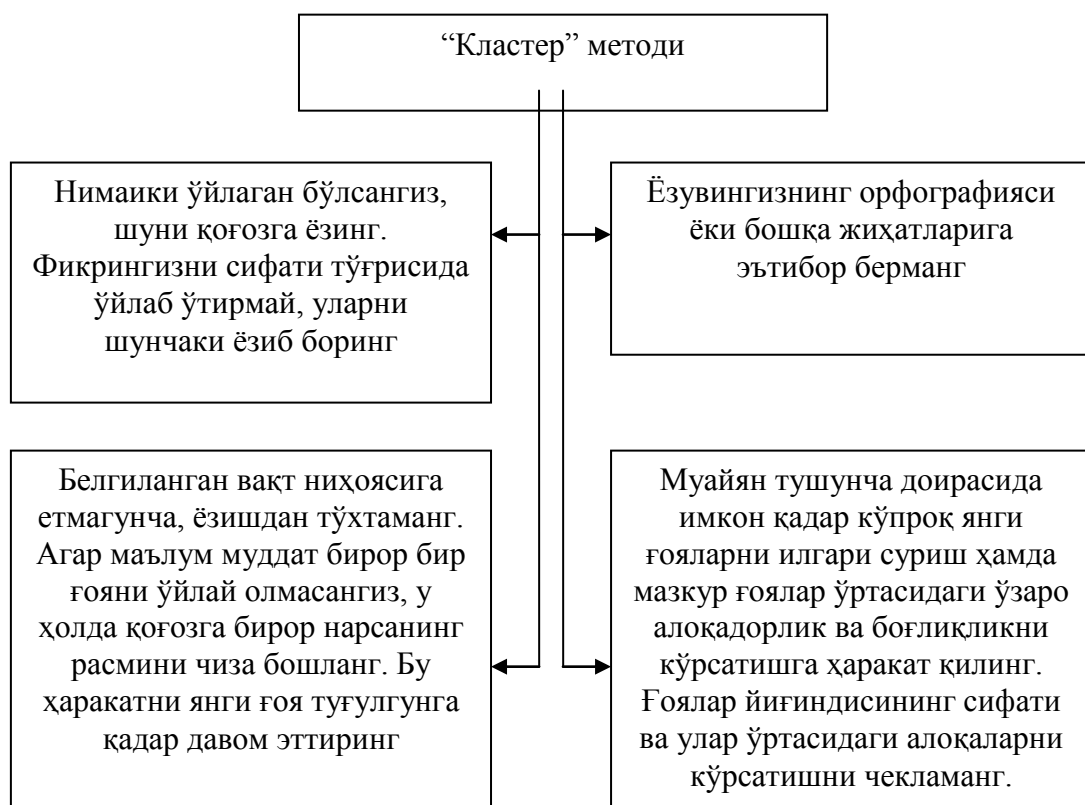 “Кластер” методи
Нимаики ўйлаган бўлсангиз,
шуни қоғозга ёзинг.
Фикрингизни сифати тўғрисида
ўйлаб ўтирмай, уларни
шунчаки ёзиб боринг
Ёзувингизнинг орфографияси
ёки бошқа жиҳатларига
эътибор берманг
Белгиланган вақт ниҳоясига
етмагунча, ёзишдан тўхтаманг.
Агар маълум муддат бирор бир
ғояни ўйлай олмасангиз, у
ҳолда қоғозга бирор нарсанинг
расмини чиза бошланг. Бу
ҳаракатни янги ғоя туғулгунга
қадар давом эттиринг
Муайян тушунча доирасида
имкон қадар кўпроқ янги
ғояларни илгари суриш ҳамда
мазкур ғоялар ўртасидаги ўзаро
алоқадорлик ва боғлиқликни
кўрсатишга ҳаракат қилинг.
Ғоялар йиғиндисининг сифати
ва улар ўртасидаги алоқаларни
кўрсатишни чекламанг.